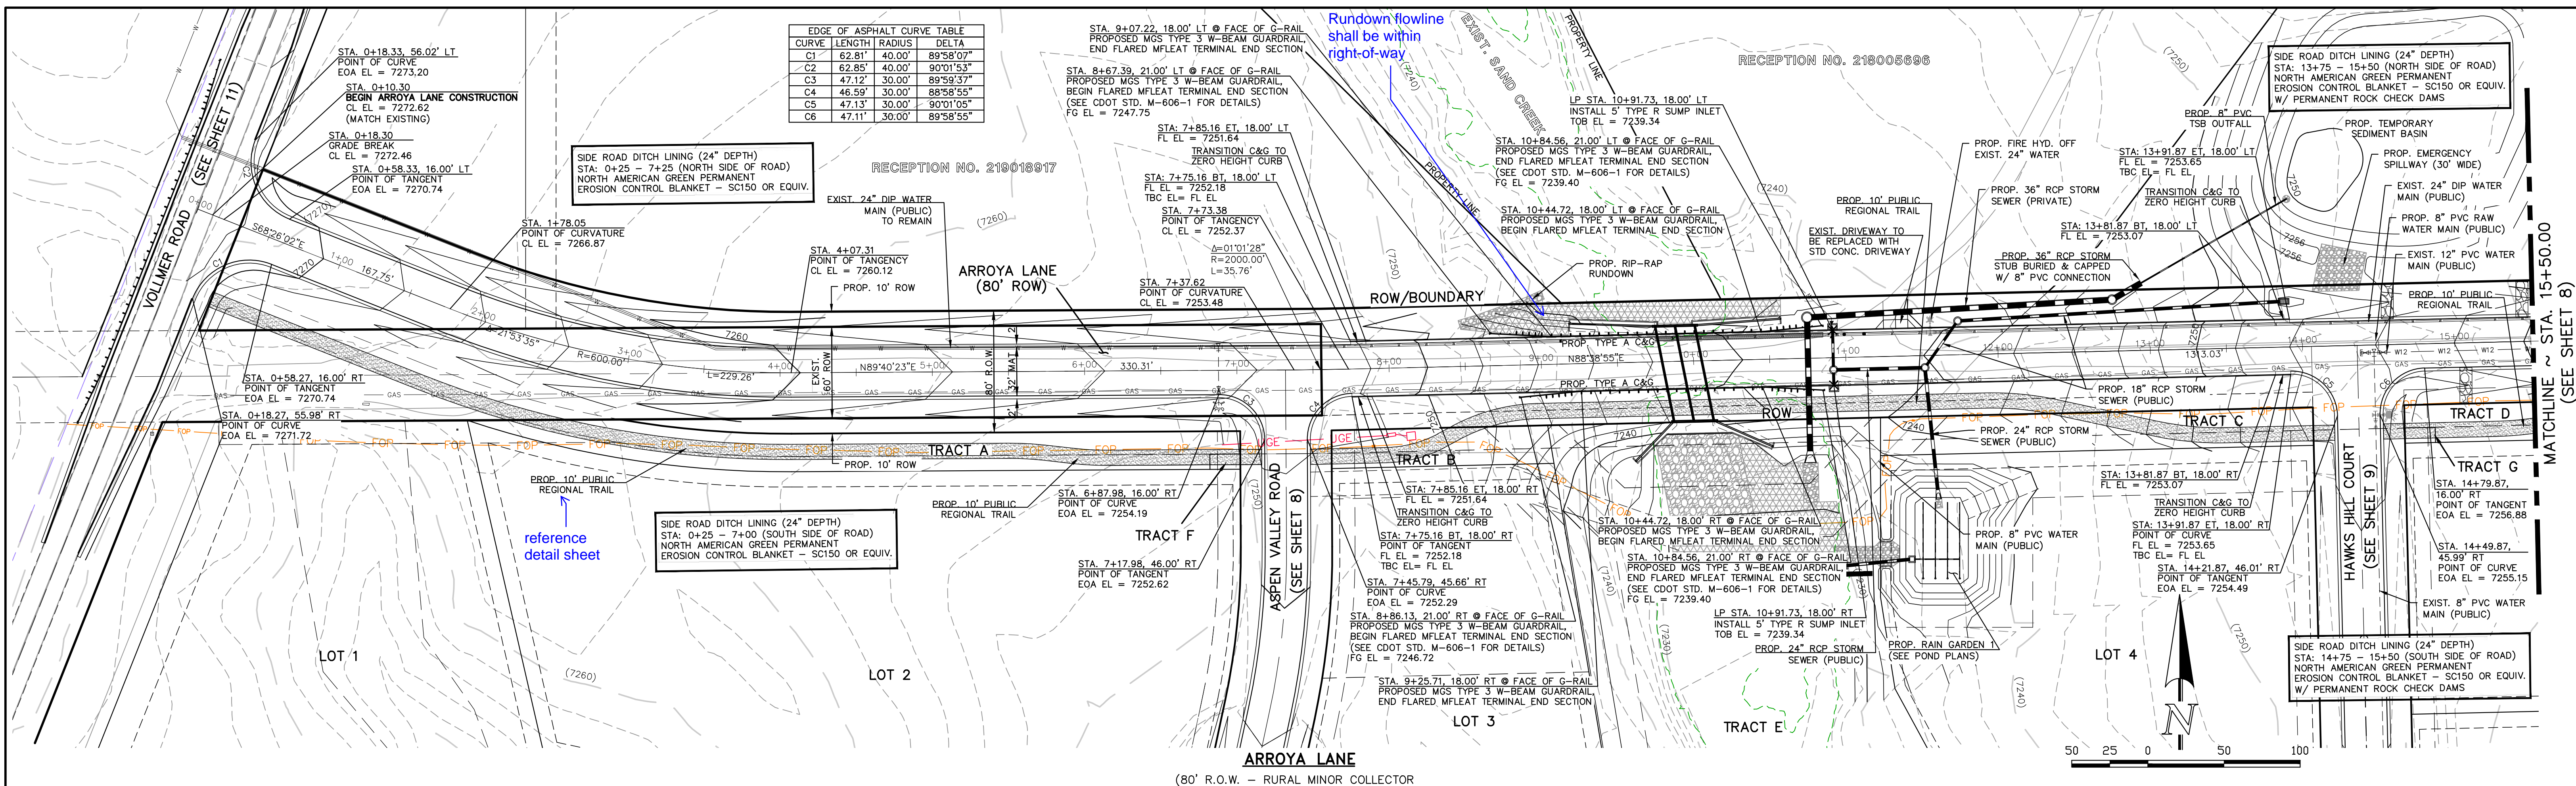 STA. 0+18.33, 56.02' LT
POINT OF CURVE
EOA EL = 7273,20
STA. 0+10.30
BEGIN ARROYA LANE CONSTRUCTION
CL EL = 7272.62
(MATCH EXISTING)
STA. 0+18.30
GRADE BREAK
CL EL = 7272.46
STA. 0+58.33, 16.00' LT
POINT OF TANGENT
EOA EL = 7270.74
VOLLMER ROAD (SEE SHEET 11)
SIDE ROAD DITCH LINING (24" DEPTH)
STA: 0+25 - 7+25 (NORTH SIDE OF ROAD)
NORTH AMERICAN GREEN PERMANENT
EROSION CONTROL BLANKET - SC150 OR EQUIV.
EDGE OF ASPHALT CURVE TABLE
CURVE LENGTH RADIUS DELTA
C1 62.81' 40.00' 89°58'07"
C2 62.85' 40.00' 90°01'53"
C3 47.12' 30.00' 89°59'37"
C4 46.59' 30.00' 88°58'55"
C5 47.13' 30.00' 90°01'05"
C6 47.11' 30.00' 89°58'55"
RECEPTION NO. 219018917
STA. 1+78.05
POINT OF CURVATURE
CL EL = 7266.87
EXIST. 24" DIP WATER
MAIN (PUBLIC)
TO REMAIN
STA. 4+07.31
POINT OF TANGENCY
CL EL = 7260.12
PROP. 10' ROW
ARROYA LANE
(80' ROW)
STA. 9+07.22, 18.00' LT @ FACE OF G-RAIL
PROPOSED MGS TYPE 3 W-BEAM GUARDRAIL,
END FLARED MFLEAT TERMINAL END SECTION
STA. 8+67.39, 21.00' LT @ FACE OF G-RAIL
PROPOSED MGS TYPE 3 W-BEAM GUARDRAIL,
BEGIN FLARED MFLEAT TERMINAL END SECTION
(SEE CDOT STD. M-606-1 FOR DETAILS)
FG EL = 7247.75
STA: 7+85.16 ET, 18.00' LT
FL EL = 7251.64
TRANSITION C&G TO
ZERO HEIGHT CURB
STA: 7+75.16 BT, 18.00' LT
FL EL = 7252.18
TBC EL= FL EL
STA. 7+73.38
POINT OF TANGENCY
CL EL = 7252.37
Δ=01°01'28"
R=2000.00'
L=35.76'
STA. 7+37.62
POINT OF CURVATURE
CL EL = 7253.48
Rundown flowline
shall be within
right-of-way
EXIST. SAND CREEK
PROPERTY LINE
PROPERTY LINE
RECEPTION NO. 218005696
LP STA. 10+91.73, 18.00' LT
INSTALL 5' TYPE R SUMP INLET
TOB EL = 7239.34
STA. 10+84.56, 21.00' LT @ FACE OF G-RAIL
PROPOSED MGS TYPE 3 W-BEAM GUARDRAIL,
END FLARED MFLEAT TERMINAL END SECTION
(SEE CDOT STD. M-606-1 FOR DETAILS)
FG EL = 7239.40
STA. 10+44.72, 18.00' LT @ FACE OF G-RAIL
PROPOSED MGS TYPE 3 W-BEAM GUARDRAIL,
BEGIN FLARED MFLEAT TERMINAL END SECTION
PROP. RIP-RAP
RUNDOWN
ROW/BOUNDARY
PROP. FIRE HYD. OFF
EXIST. 24" WATER
PROP. 36" RCP STORM
SEWER (PRIVATE)
PROP. 10' PUBLIC
REGIONAL TRAIL
EXIST. DRIVEWAY TO
BE REPLACED WITH
STD CONC. DRIVEWAY
PROP. 36" RCP STORM
STUB BURIED & CAPPED
W/ 8" PVC CONNECTION
SIDE ROAD DITCH LINING (24" DEPTH)
STA: 13+75 - 15+50 (NORTH SIDE OF ROAD)
NORTH AMERICAN GREEN PERMANENT
EROSION CONTROL BLANKET - SC150 OR EQUIV.
W/ PERMANENT ROCK CHECK DAMS
PROP. 8" PVC
TSB OUTFALL
PROP. TEMPORARY
SEDIMENT BASIN
STA: 13+91.87 ET, 18.00' LT
FL EL = 7253.65
TBC EL= FL EL
TRANSITION C&G TO
ZERO HEIGHT CURB
STA: 13+81.87 BT, 18.00' LT
FL EL = 7253.07
PROP. EMERGENCY
SPILLWAY (30' WIDE)
EXIST. 24" DIP WATER
MAIN (PUBLIC)
PROP. 8" PVC RAW
WATER MAIN (PUBLIC)
EXIST. 12" PVC WATER
MAIN (PUBLIC)
PROP. 10' PUBLIC
REGIONAL TRAIL
MATCHLINE ~ STA. 15+50.00
(SEE SHEET 8)
0+00
S68°26'02"E
1+00
167.75'
2+00
Δ=21°53'35"
R=600.00'
3+00
L=229.26'
4+00
N89°40'23"E
5+00
6+00
330.31'
7+00
8+00
9+00
N88°38'55"E
11+00
12+00
13+00
1313.03'
14+00
15+00
EXIST.
60' ROW
80' R.O.W.
32' MAT
PROP. TYPE A C&G
PROP. TYPE A C&G
ROW
STA. 0+58.27, 16.00' RT
POINT OF TANGENT
EOA EL = 7270.74
STA. 0+18.27, 55.98' RT
POINT OF CURVE
EOA EL = 7271.72
PROP. 10' PUBLIC
REGIONAL TRAIL
reference
detail sheet
SIDE ROAD DITCH LINING (24" DEPTH)
STA: 0+25 - 7+00 (SOUTH SIDE OF ROAD)
NORTH AMERICAN GREEN PERMANENT
EROSION CONTROL BLANKET - SC150 OR EQUIV.
PROP. 10' ROW
TRACT A
PROP. 10' PUBLIC
REGIONAL TRAIL
STA. 6+87.98, 16.00' RT
POINT OF CURVE
EOA EL = 7254.19
TRACT F
STA. 7+17.98, 46.00' RT
POINT OF TANGENT
EOA EL = 7252.62
ASPEN VALLEY ROAD
(SEE SHEET 8)
TRACT B
STA: 7+85.16 ET, 18.00' RT
FL EL = 7251.64
TRANSITION C&G TO
ZERO HEIGHT CURB
STA: 7+75.16 BT, 18.00' RT
POINT OF TANGENT
FL EL = 7252.18
TBC EL= FL EL
STA. 7+45.79, 45.66' RT
POINT OF CURVE
EOA EL = 7252.29
STA. 8+86.13, 21.00' RT @ FACE OF G-RAIL
PROPOSED MGS TYPE 3 W-BEAM GUARDRAIL,
BEGIN FLARED MFLEAT TERMINAL END SECTION
(SEE CDOT STD. M-606-1 FOR DETAILS)
FG EL = 7246.72
STA. 9+25.71, 18.00' RT @ FACE OF G-RAIL
PROPOSED MGS TYPE 3 W-BEAM GUARDRAIL,
END FLARED MFLEAT TERMINAL END SECTION
STA. 10+44.72, 18.00' RT @ FACE OF G-RAIL
PROPOSED MGS TYPE 3 W-BEAM GUARDRAIL,
BEGIN FLARED MFLEAT TERMINAL END SECTION
STA. 10+84.56, 21.00' RT @ FACE OF G-RAIL
PROPOSED MGS TYPE 3 W-BEAM GUARDRAIL,
END FLARED MFLEAT TERMINAL END SECTION
(SEE CDOT STD. M-606-1 FOR DETAILS)
FG EL = 7239.40
LP STA. 10+91.73, 18.00' RT
INSTALL 5' TYPE R SUMP INLET
TOB EL = 7239.34
PROP. 24" RCP STORM
SEWER (PUBLIC)
PROP. RAIN GARDEN 1
(SEE POND PLANS)
PROP. 18" RCP STORM
SEWER (PUBLIC)
PROP. 24" RCP STORM
SEWER (PUBLIC)
PROP. 8" PVC WATER
MAIN (PUBLIC)
TRACT C
STA: 13+81.87 BT, 18.00' RT
FL EL = 7253.07
TRANSITION C&G TO
ZERO HEIGHT CURB
STA: 13+91.87 ET, 18.00' RT
POINT OF CURVE
FL EL = 7253.65
TBC EL= FL EL
STA. 14+21.87, 46.01' RT
POINT OF TANGENT
EOA EL = 7254.49
HAWKS HILL COURT
(SEE SHEET 9)
TRACT D
TRACT G
STA. 14+79.87,
16.00' RT
POINT OF TANGENT
EOA EL = 7256.88
STA. 14+49.87,
45.99' RT
POINT OF CURVE
EOA EL = 7255.15
EXIST. 8" PVC WATER
MAIN (PUBLIC)
SIDE ROAD DITCH LINING (24" DEPTH)
STA: 14+75 - 15+50 (SOUTH SIDE OF ROAD)
NORTH AMERICAN GREEN PERMANENT
EROSION CONTROL BLANKET - SC150 OR EQUIV.
W/ PERMANENT ROCK CHECK DAMS
LOT 1
LOT 2
LOT 3
TRACT E
LOT 4
N
50 25 0 50 100
ARROYA LANE
(80' R.O.W. - RURAL MINOR COLLECTOR